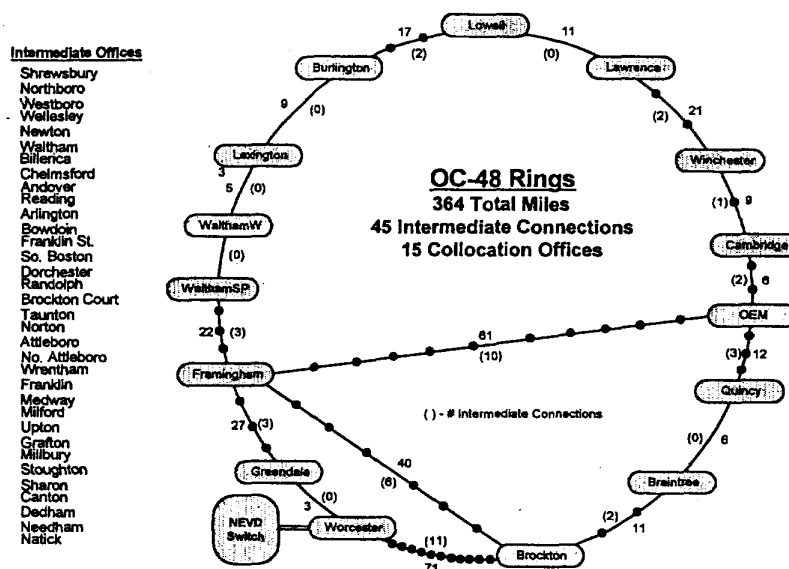 Intermediate Offices
Shrewsbury
Northboro
Westboro
Wellesley
Newton
Waltham
Billerica
Chelmsford
Andover
Reading
Arlington
Bowdoin
Franklin St.
So. Boston
Dorchester
Randolph
Brockton Court
Taunton
Norton
Attleboro
No. Attleboro
Wrentham
Franklin
Medway
Milford
Upton
Grafton
Millbury
Stoughton
Sharon
Canton
Dedham
Needham
Natick
Lowell
17
(2)
11
(0)
Burlington
Lawrence
9
(0)
(2)
21
Lexington
Winchester
3
5
(0)
OC-48 Rings
364 Total Miles
45 Intermediate Connections
15 Collocation Offices
(1)
9
WalthamW
Cambridge
(0)
(2)
6
WalthamSP
OEM
22
(3)
61
(10)
(3)
12
Framingham
Quincy
( ) - # Intermediate Connections
27
(3)
40
(6)
(0)
6
Greendale
Braintree
3
(0)
(2)
11
NEVD
Switch
Worcester
(11)
71
Brockton